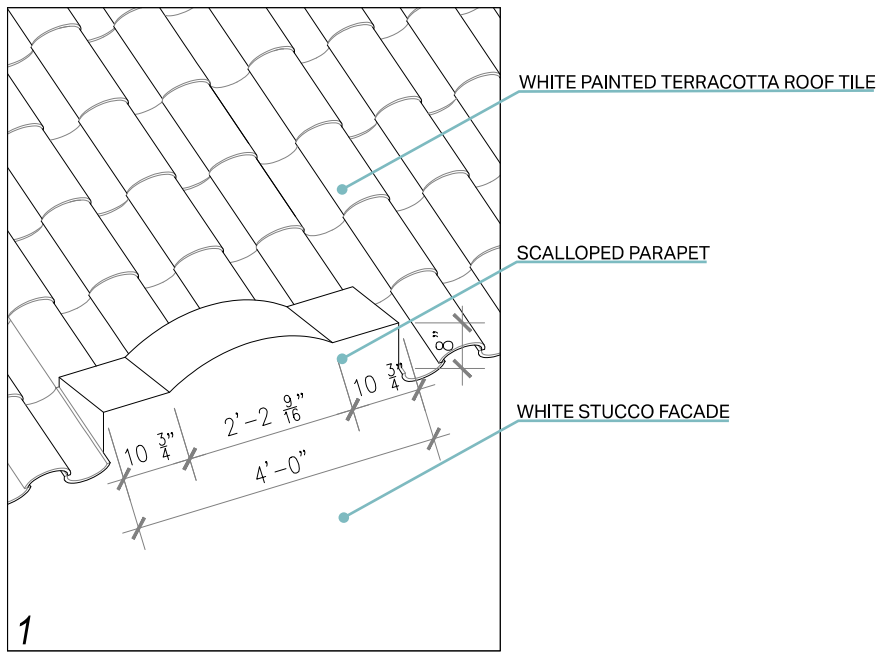 WHITE PAINTED TERRACOTTA ROOF TILE
SCALLOPED PARAPET
8"
10 3/4"
2'-2 9/16"
10 3/4"
4'-0"
WHITE STUCCO FACADE
1